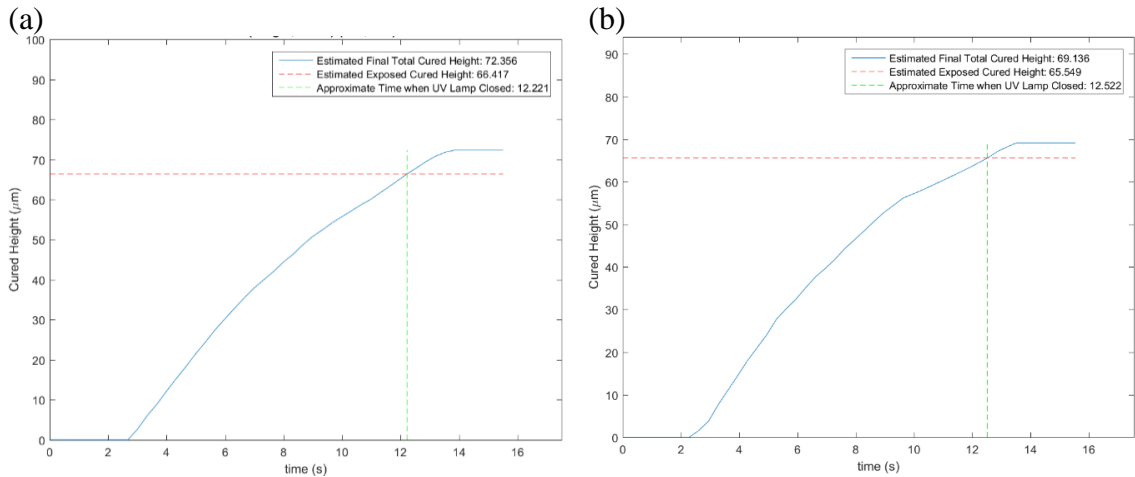 (a)
100
90
80
70
60
50
40
30
20
10
0
Cured Height (μm)
Estimated Final Total Cured Height: 72.356
Estimated Exposed Cured Height: 66.417
Approximate Time when UV Lamp Closed: 12.221
0 2 4 6 8 10 12 14 16
time (s)
(b)
90
80
70
60
50
40
30
20
10
0
Cured Height (μm)
Estimated Final Total Cured Height: 69.136
Estimated Exposed Cured Height: 65.549
Approximate Time when UV Lamp Closed: 12.522
0 2 4 6 8 10 12 14 16
time (s)